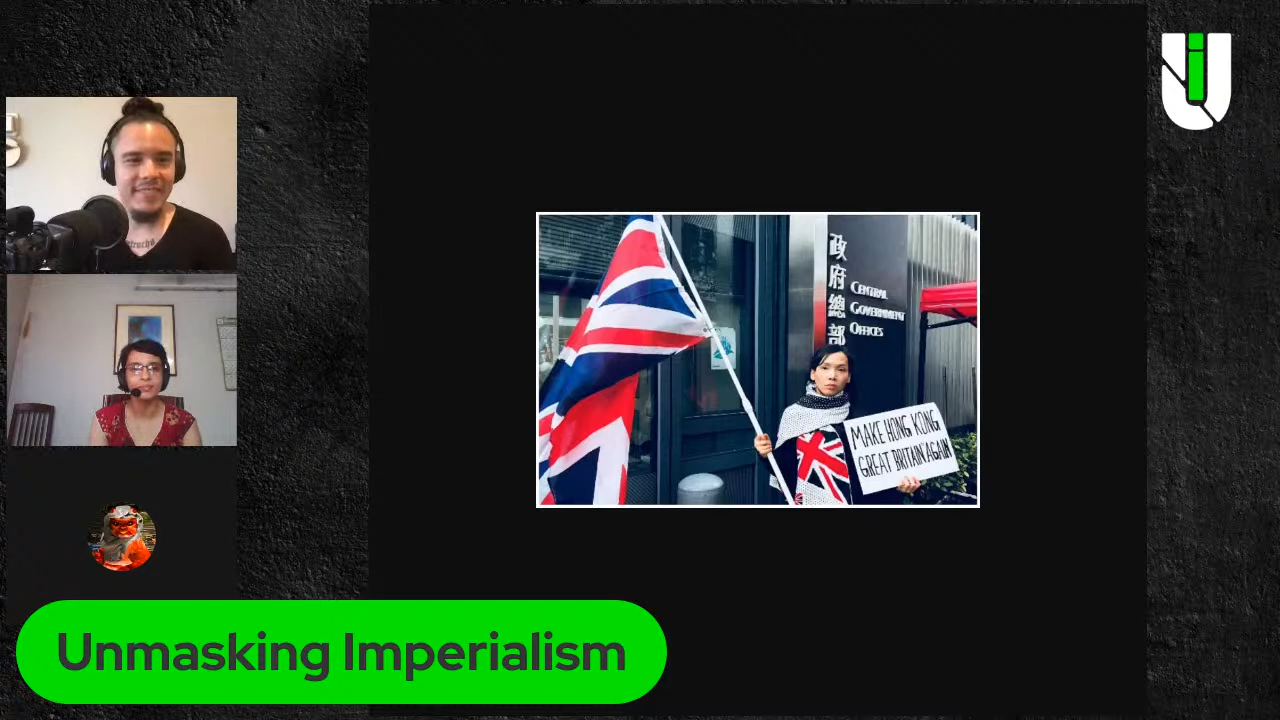 政府總部
CENTRAL
GOVERNMENT
OFFICES
MAKE HONG KONG
GREAT BRITAIN AGAIN
Unmasking Imperialism